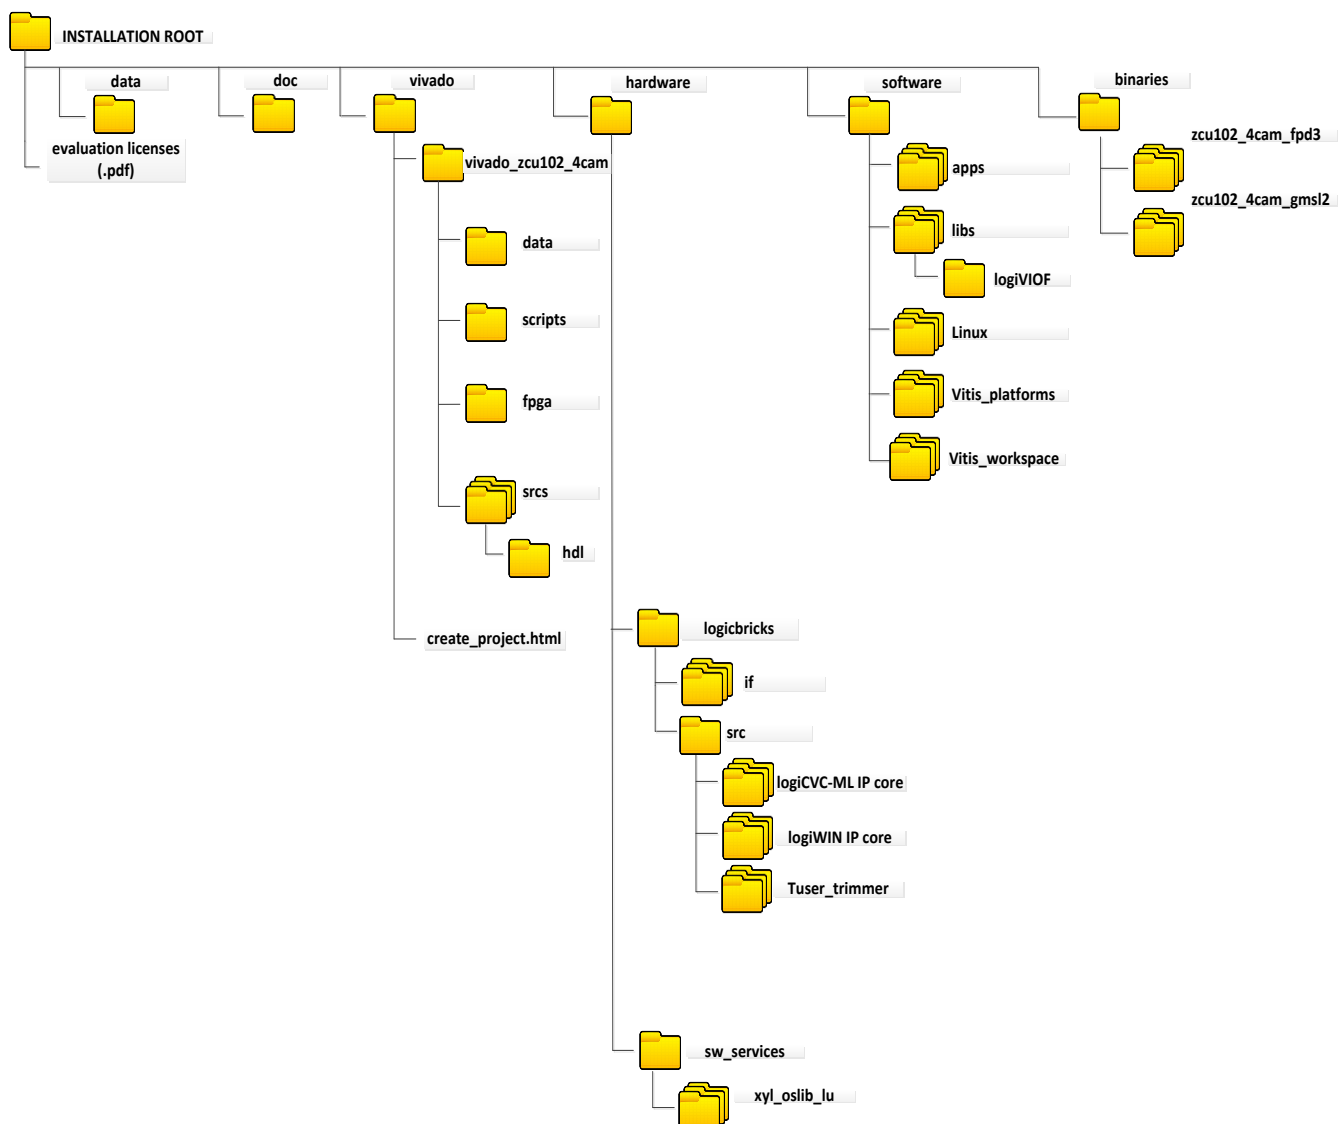 INSTALLATION ROOT
data
doc
vivado
hardware
software
binaries
evaluation licenses
(.pdf)
vivado_zcu102_4cam
data
scripts
fpga
srcs
hdl
create_project.html
logicbricks
if
src
logiCVC-ML IP core
logiWIN IP core
Tuser_trimmer
sw_services
xyl_oslib_lu
apps
libs
logiVIOF
Linux
Vitis_platforms
Vitis_workspace
zcu102_4cam_fpd3
zcu102_4cam_gmsl2